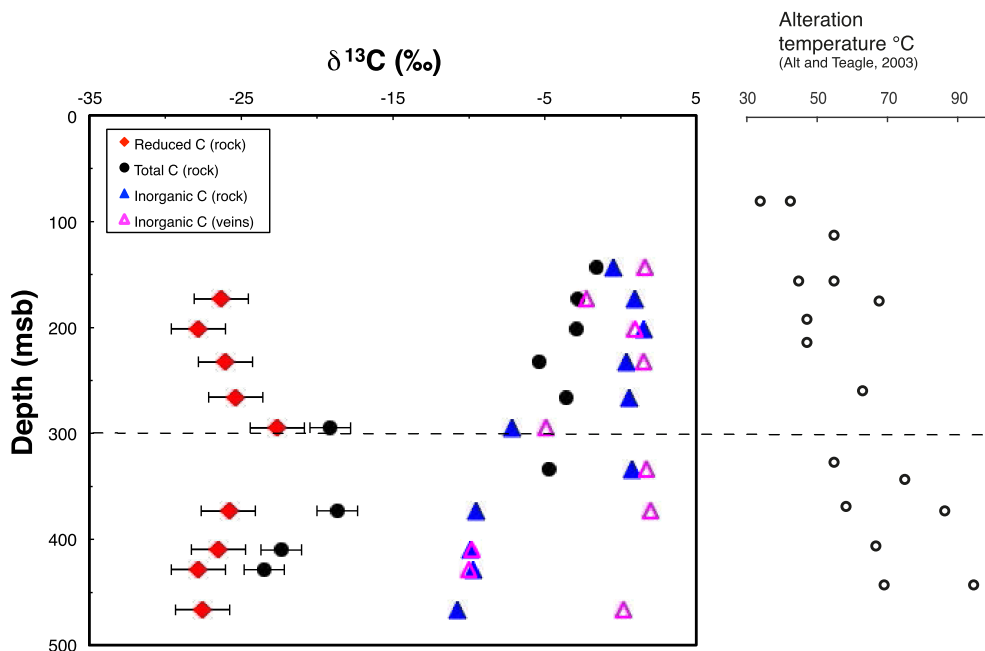 δ ¹³C (‰)
-35 -25 -15 -5 5
0
100
200
300
400
500
Depth (msb)
Reduced C (rock)
Total C (rock)
Inorganic C (rock)
Inorganic C (veins)
Alteration
temperature °C
(Alt and Teagle, 2003)
30 50 70 90